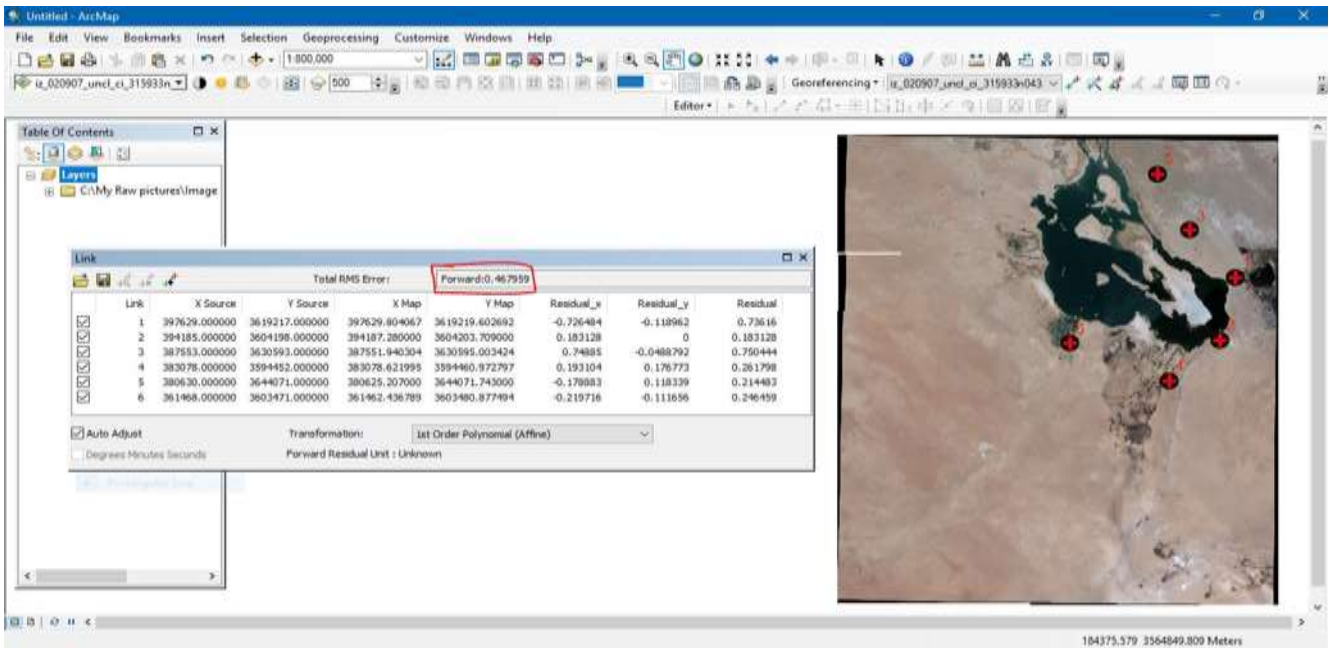 Untitled - ArcMap
File Edit View Bookmarks Insert Selection Geoprocessing Customize Windows Help
1:800,000
500 Georeferencing
Editor
Table Of Contents
Layers
C:\My Raw pictures\Image
Link
Total RMS Error: Forward:0.467959
Link X Source Y Source X Map Y Map Residual_x Residual_y Residual
1 397629.000000 3619217.000000 397629.804067 3619219.602692 -0.726484 -0.118962 0.73616
2 394185.000000 3604198.000000 394187.280000 3604203.709000 0.183128 0 0.183128
3 387553.000000 3630593.000000 387551.940304 3630595.003424 0.74885 -0.0488792 0.750444
4 383078.000000 3594452.000000 383078.621995 3594460.972797 0.193104 0.176773 0.261798
5 380630.000000 3644071.000000 380625.207000 3644071.743000 -0.178883 0.118339 0.214483
6 361468.000000 3603471.000000 361462.436789 3603480.877494 -0.219716 -0.111656 0.246459
Auto Adjust Transformation: 1st Order Polynomial (Affine)
Degrees Minutes Seconds Forward Residual Unit : Unknown
5
3
4
184375.579 3564849.809 Meters